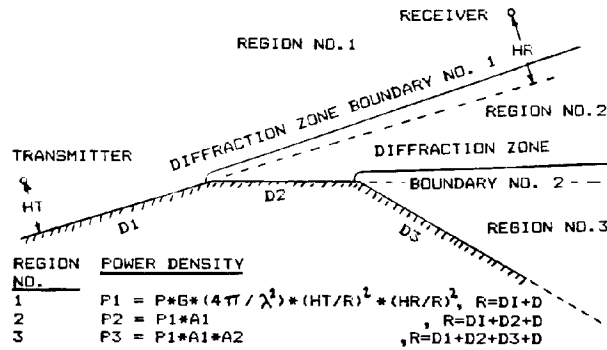 RECEIVER
REGION NO.1
HR
DIFFRACTION ZONE BOUNDARY NO. 1
REGION NO.2
TRANSMITTER
DIFFRACTION ZONE
HT
D1
D2
BOUNDARY NO. 2
D3
REGION NO.3
REGION NO. POWER DENSITY
1 P1 = P*G*(4π/λ²)*(HT/R)²*(HR/R)², R=DI+D
2 P2 = P1*A1 , R=DI+D2+D
3 P3 = P1*A1*A2 ,R=D1+D2+D3+D